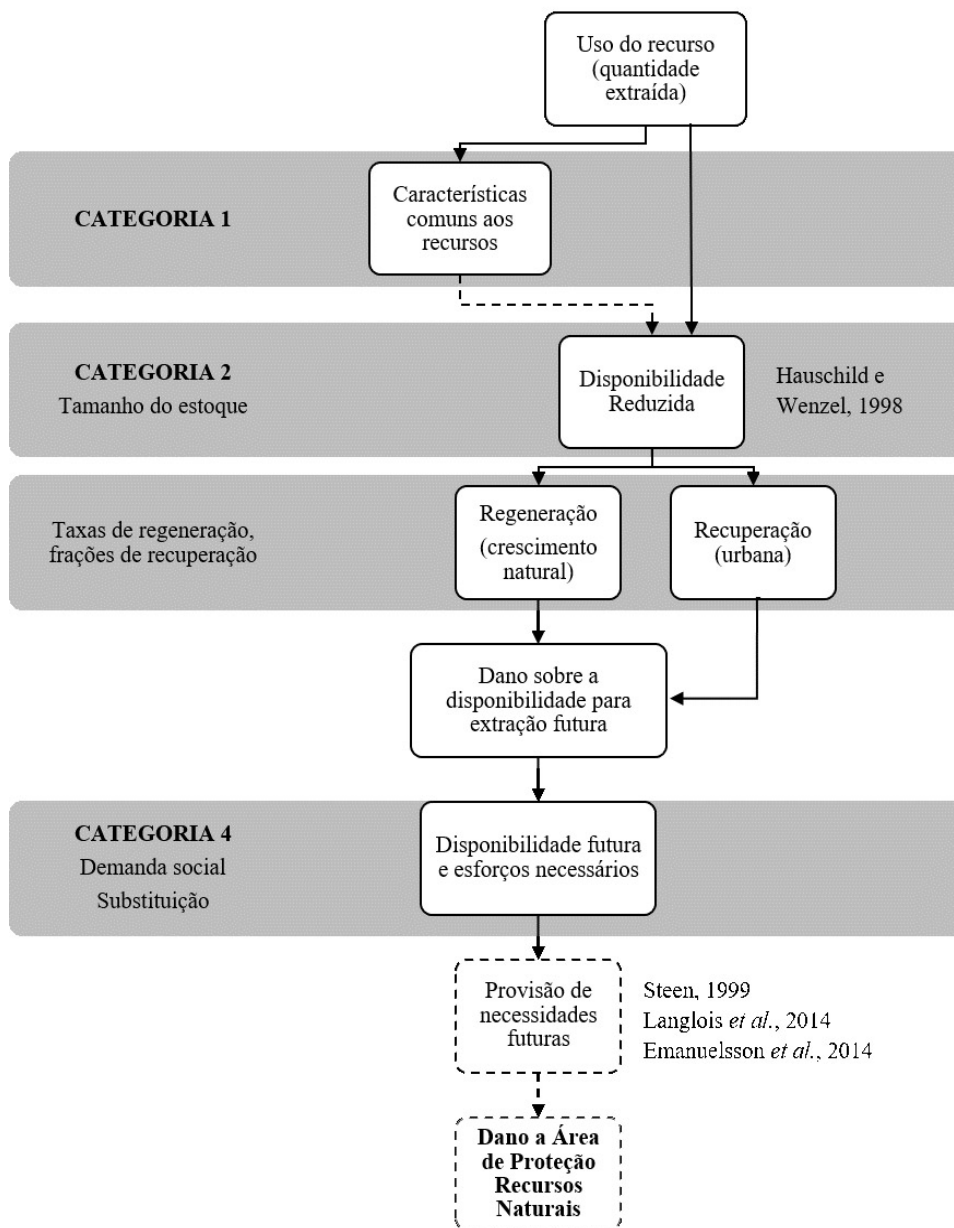 Uso do recurso
(quantidade
extraída)
CATEGORIA 1
Característícas
comuns aos
recursos
CATEGORIA 2
Tamanho do estoque
Disponibilidade
Reduzida
Hauschild e
Wenzel, 1998
Taxas de regeneração,
frações de recuperação
Regeneração
(crescimento
natural)
Recuperação
(urbana)
Dano sobre a
disponibilidade para
extração futura
CATEGORIA 4
Demanda social
Substituição
Disponibilidade futura
e esforços necessários
Provisão de
necessidades
futuras
Steen, 1999
Langlois et al., 2014
Emanuelsson et al., 2014
Dano a Área
de Proteção
Recursos
Naturais